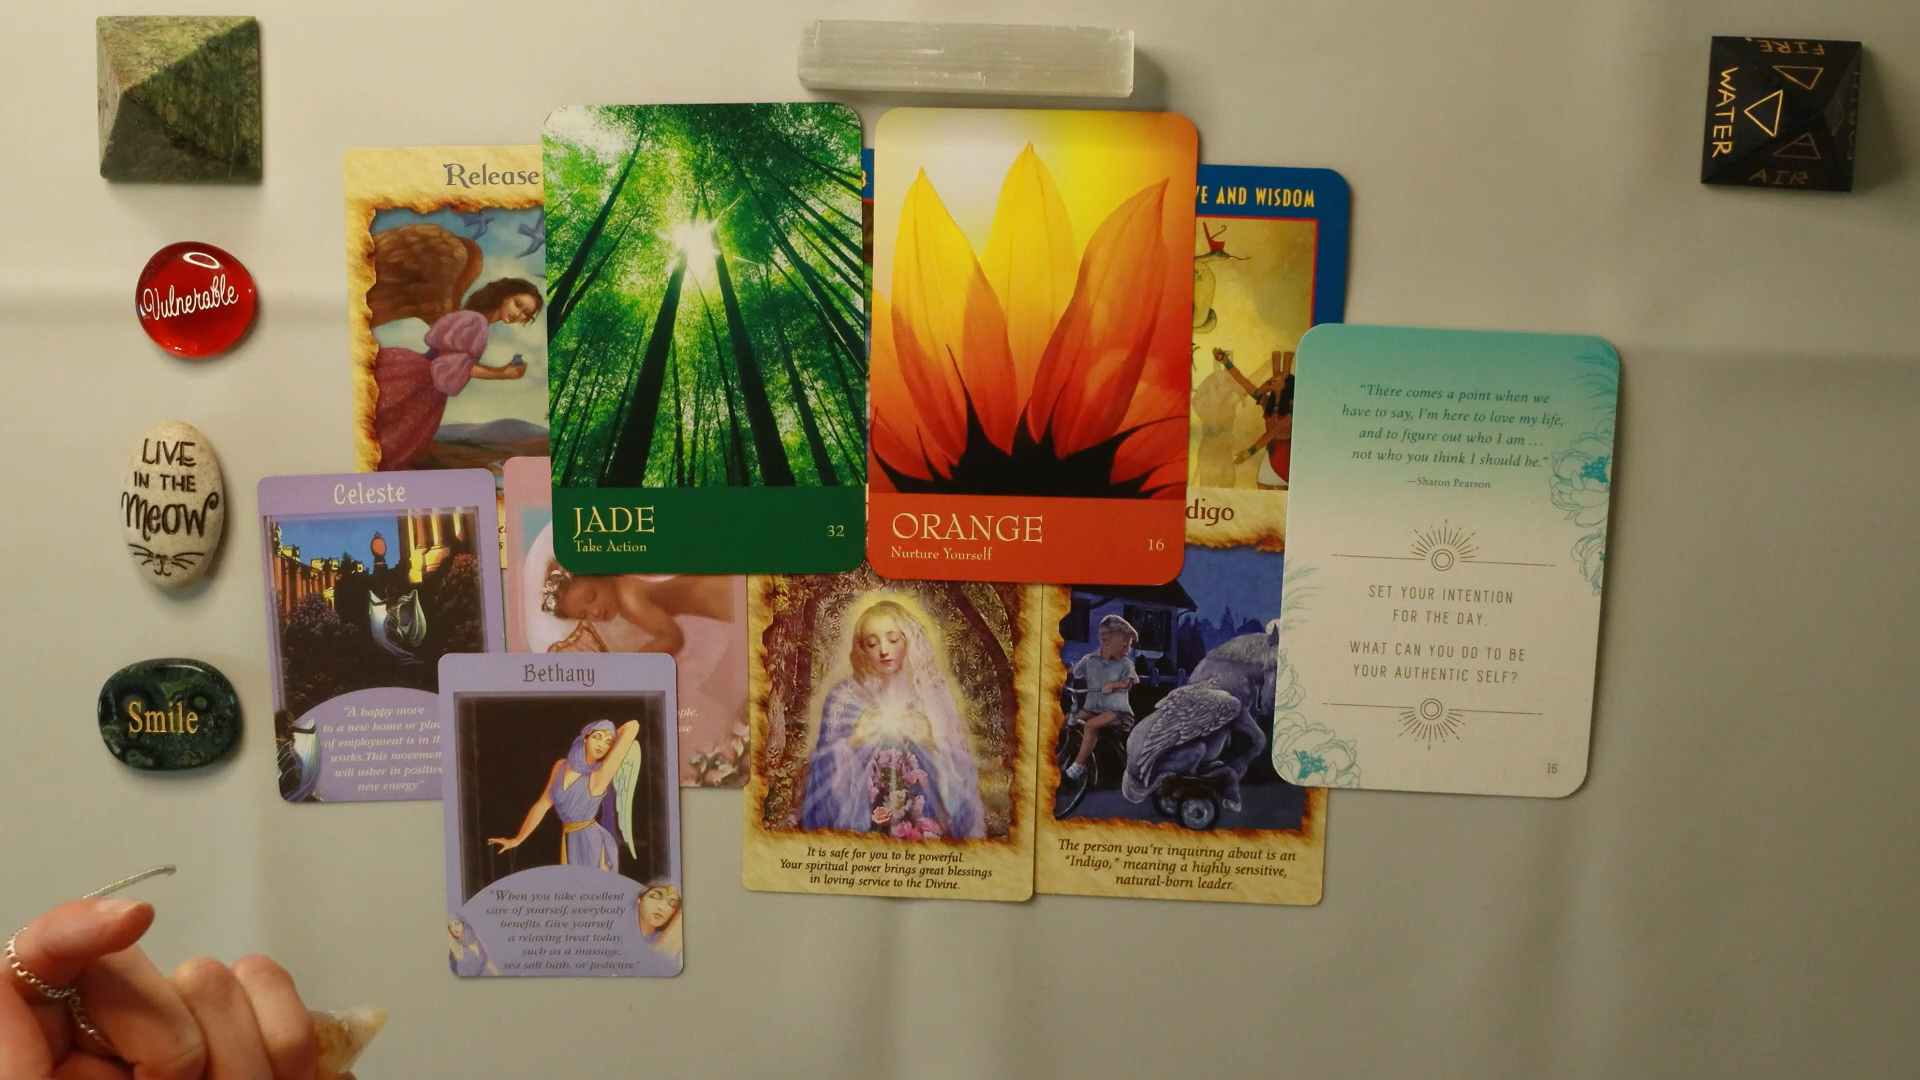 FIRE,
WATER
AIR
EARTH
Release
VE AND WISDOM
Vulnerable
LIVE
IN THE
meow
Smile
JADE
Take Action
32
ORANGE
Nurture Yourself
16
digo
Celeste
"A happy move
to a new home or plac
of employment is in th
works. This movemen
will usher in positive
new energy."
Bethany
"When you take excellent
care of yourself, everybody
benefits. Give yourself
a relaxing treat today,
such as a massage,
sea salt bath, or pedicure."
ople,
se
It is safe for you to be powerful.
Your spiritual power brings great blessings
in loving service to the Divine.
The person you're inquiring about is an
"Indigo," meaning a highly sensitive,
natural-born leader.
"There comes a point when we
have to say, I'm here to love my life,
and to figure out who I am ...
not who you think I should be."
—Sharon Pearson
SET YOUR INTENTION
FOR THE DAY.
WHAT CAN YOU DO TO BE
YOUR AUTHENTIC SELF?
16